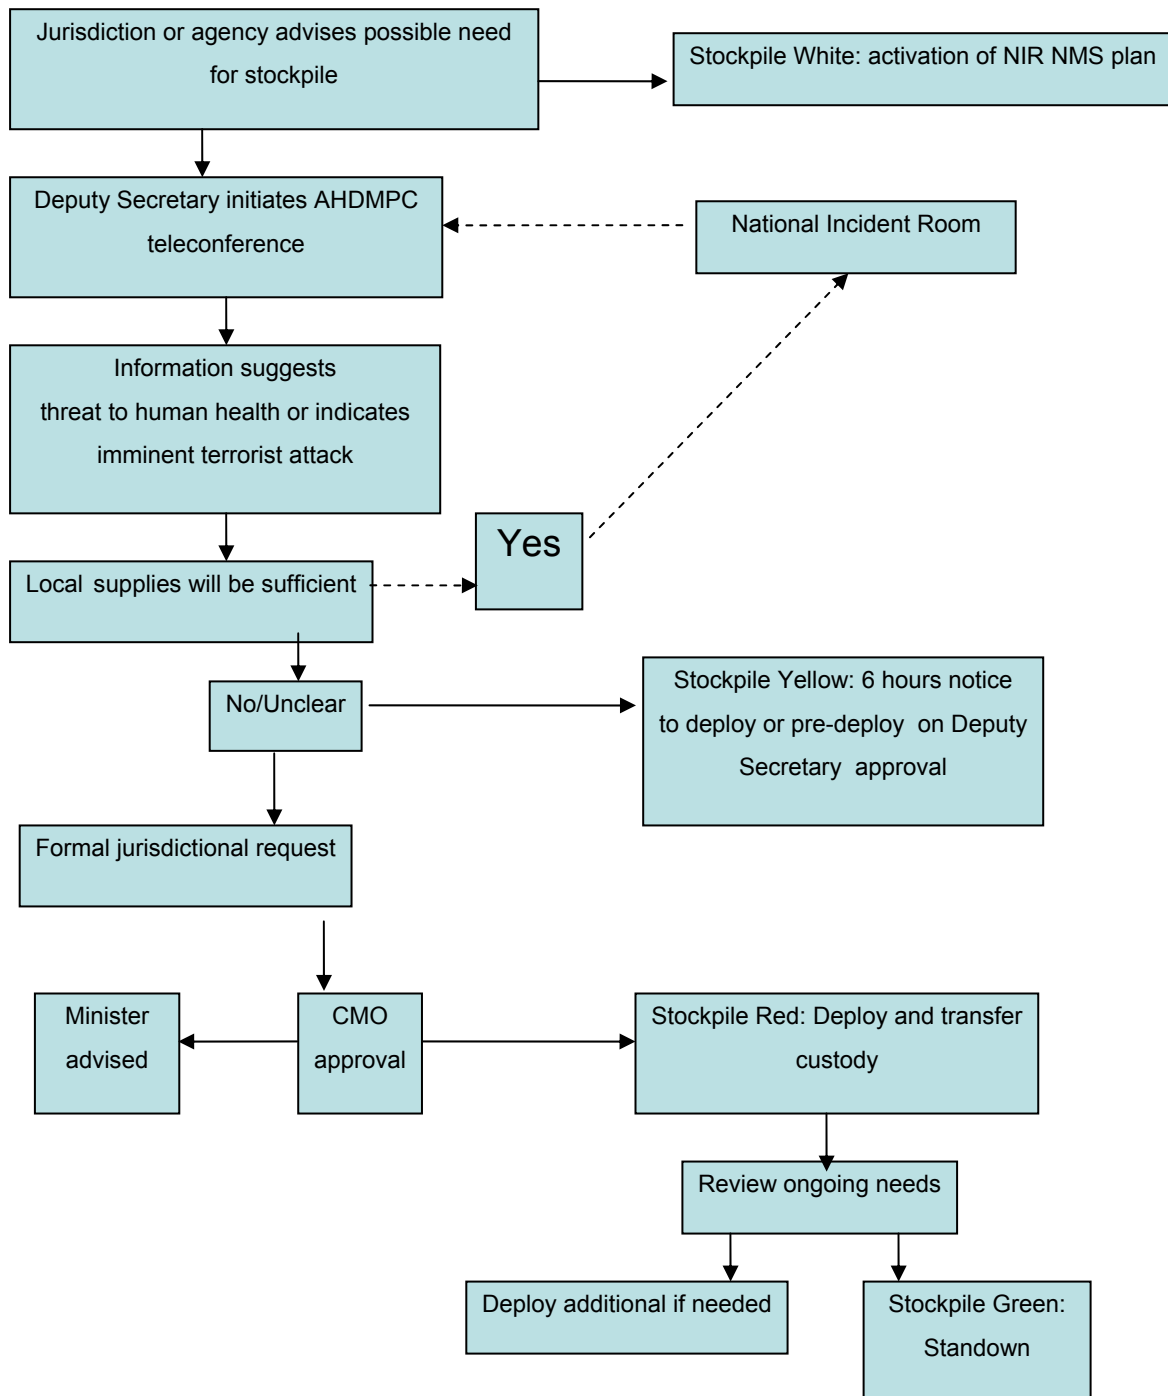 Jurisdiction or agency advises possible need
for stockpile
Stockpile White: activation of NIR NMS plan
Deputy Secretary initiates AHDMPC
teleconference
National Incident Room
Information suggests
threat to human health or indicates
imminent terrorist attack
Yes
Local supplies will be sufficient
No/Unclear
Stockpile Yellow: 6 hours notice
to deploy or pre-deploy on Deputy
Secretary approval
Formal jurisdictional request
Minister
advised
CMO
approval
Stockpile Red: Deploy and transfer
custody
Review ongoing needs
Deploy additional if needed
Stockpile Green:
Standown